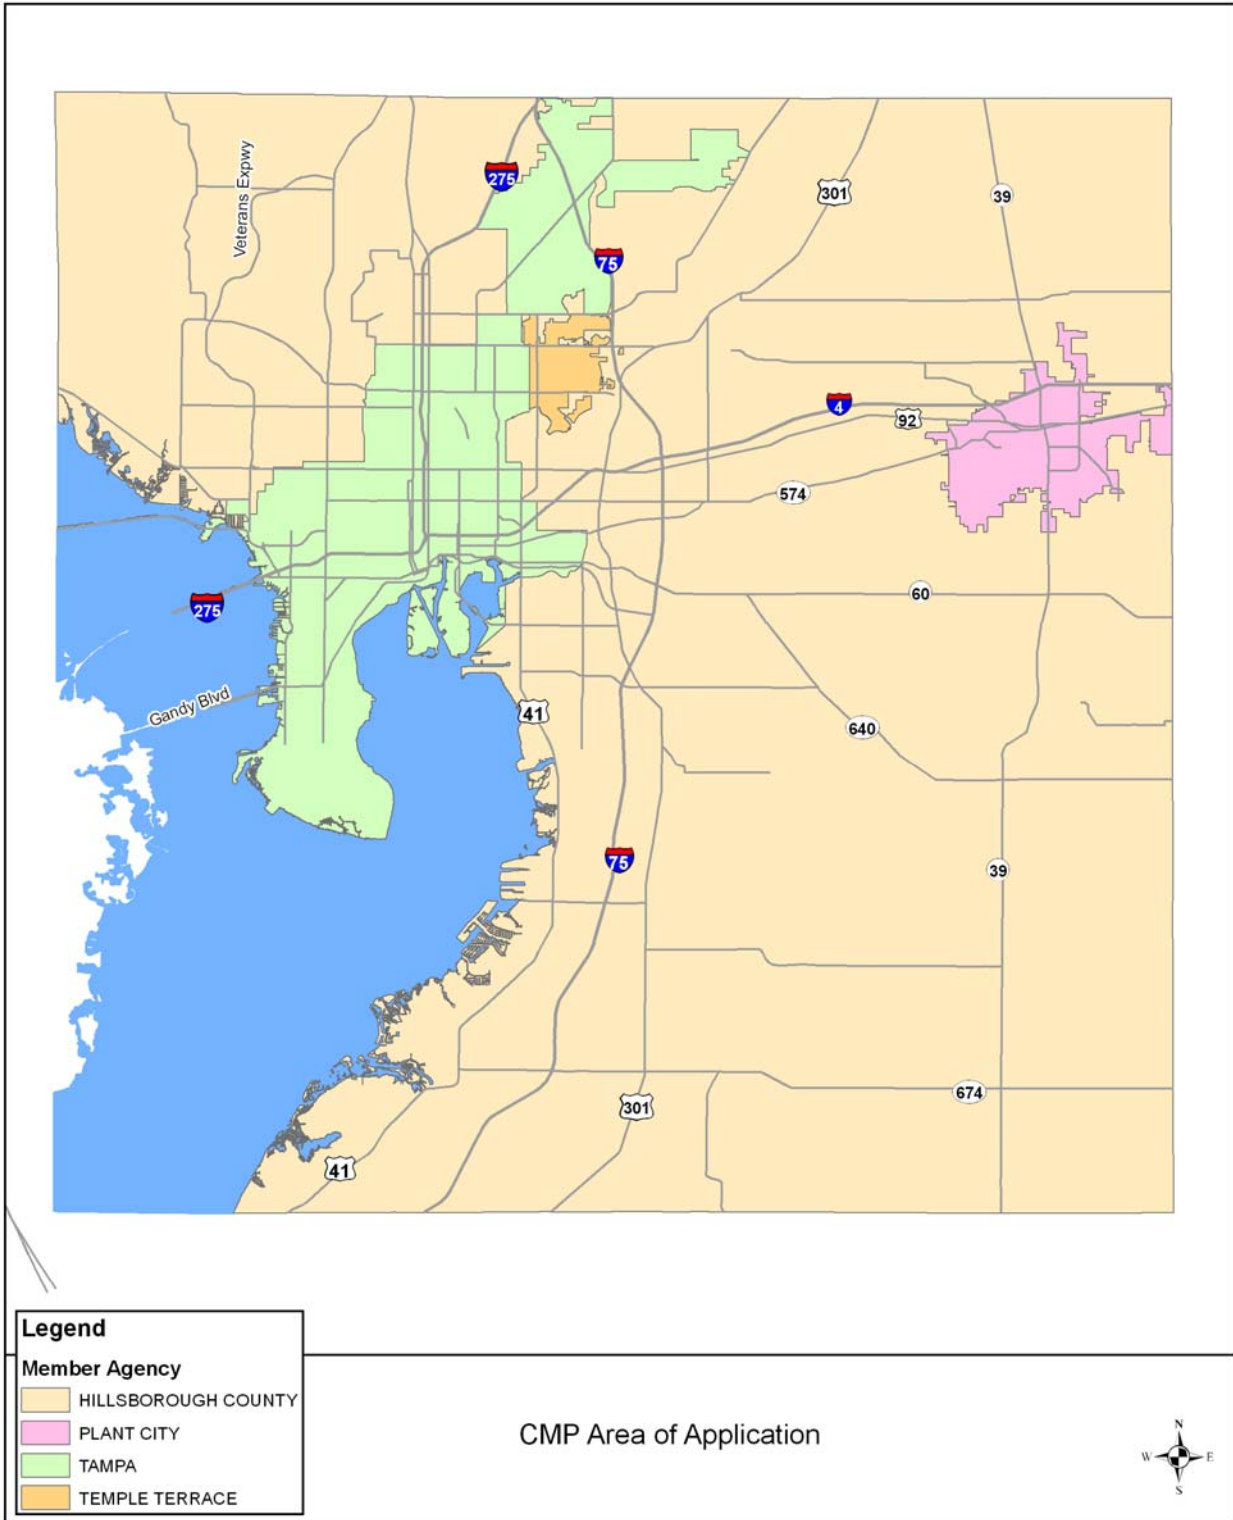 275
Veterans Expwy
301
39
75
4
92
574
60
275
Gandy Blvd
41
640
75
39
674
301
41
Legend
Member Agency
HILLSBOROUGH COUNTY
PLANT CITY
TAMPA
TEMPLE TERRACE
CMP Area of Application
N
W E
S